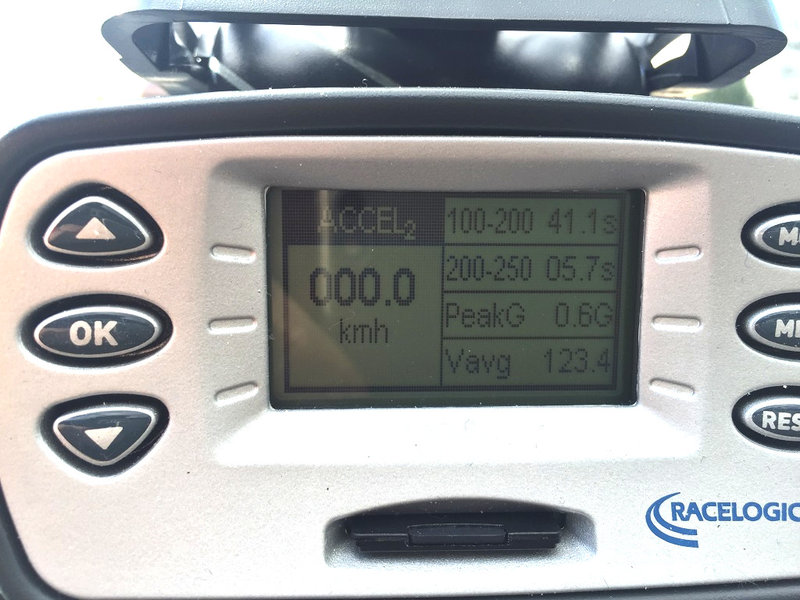 ACCEL2
000.0
kmh
100-200 41.1s
200-250 05.7s
PeakG 0.6G
Vavg 123.4
OK
RACELOGIC